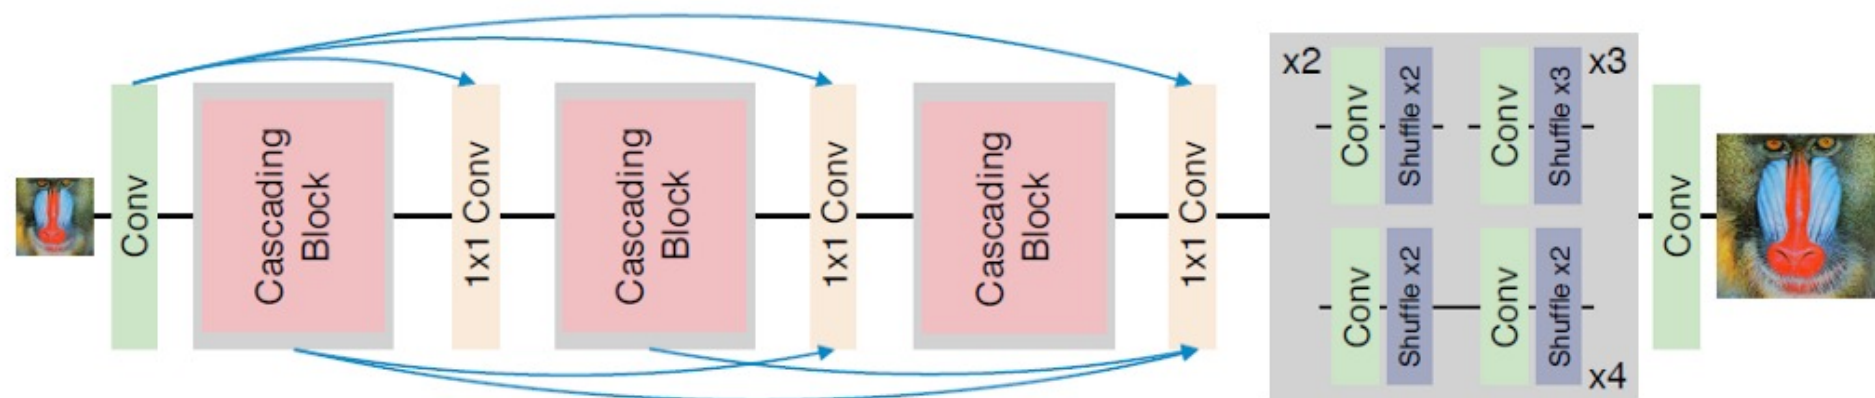 Conv
Cascading
Block
1x1 Conv
Cascading
Block
1x1 Conv
Cascading
Block
1x1 Conv
x2
Conv
Shuffle x2
Conv
Shuffle x3
x3
Conv
Shuffle x2
Conv
Shuffle x2
x4
Conv